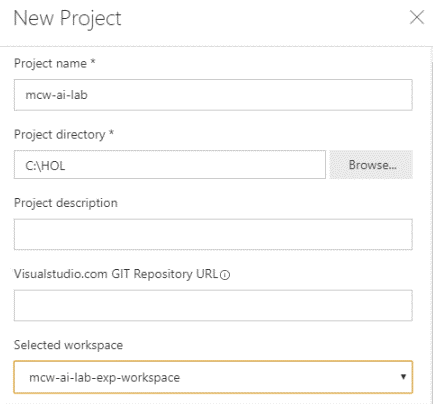 New Project
Project name *
mcw-ai-lab
Project directory *
C:\HOL
Browse...
Project description
Visualstudio.com GIT Repository URL
Selected workspace
mcw-ai-lab-exp-workspace